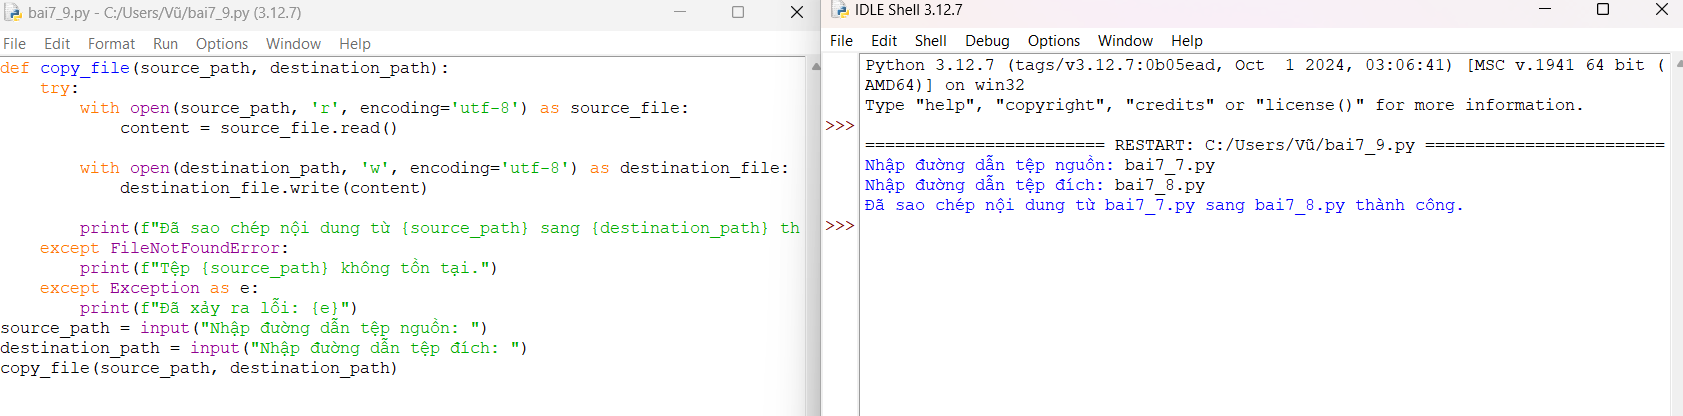 bai7_9.py - C:/Users/Vũ/bai7_9.py (3.12.7)
File Edit Format Run Options Window Help
def copy_file(source_path, destination_path):
    try:
        with open(source_path, 'r', encoding='utf-8') as source_file:
            content = source_file.read()

        with open(destination_path, 'w', encoding='utf-8') as destination_file:
            destination_file.write(content)

        print(f"Đã sao chép nội dung từ {source_path} sang {destination_path} th
    except FileNotFoundError:
        print(f"Tệp {source_path} không tồn tại.")
    except Exception as e:
        print(f"Đã xảy ra lỗi: {e}")
source_path = input("Nhập đường dẫn tệp nguồn: ")
destination_path = input("Nhập đường dẫn tệp đích: ")
copy_file(source_path, destination_path)
IDLE Shell 3.12.7
File Edit Shell Debug Options Window Help
Python 3.12.7 (tags/v3.12.7:0b05ead, Oct  1 2024, 03:06:41) [MSC v.1941 64 bit (
AMD64)] on win32
Type "help", "copyright", "credits" or "license()" for more information.
>>>
======================== RESTART: C:/Users/Vũ/bai7_9.py ========================
Nhập đường dẫn tệp nguồn: bai7_7.py
Nhập đường dẫn tệp đích: bai7_8.py
Đã sao chép nội dung từ bai7_7.py sang bai7_8.py thành công.
>>>